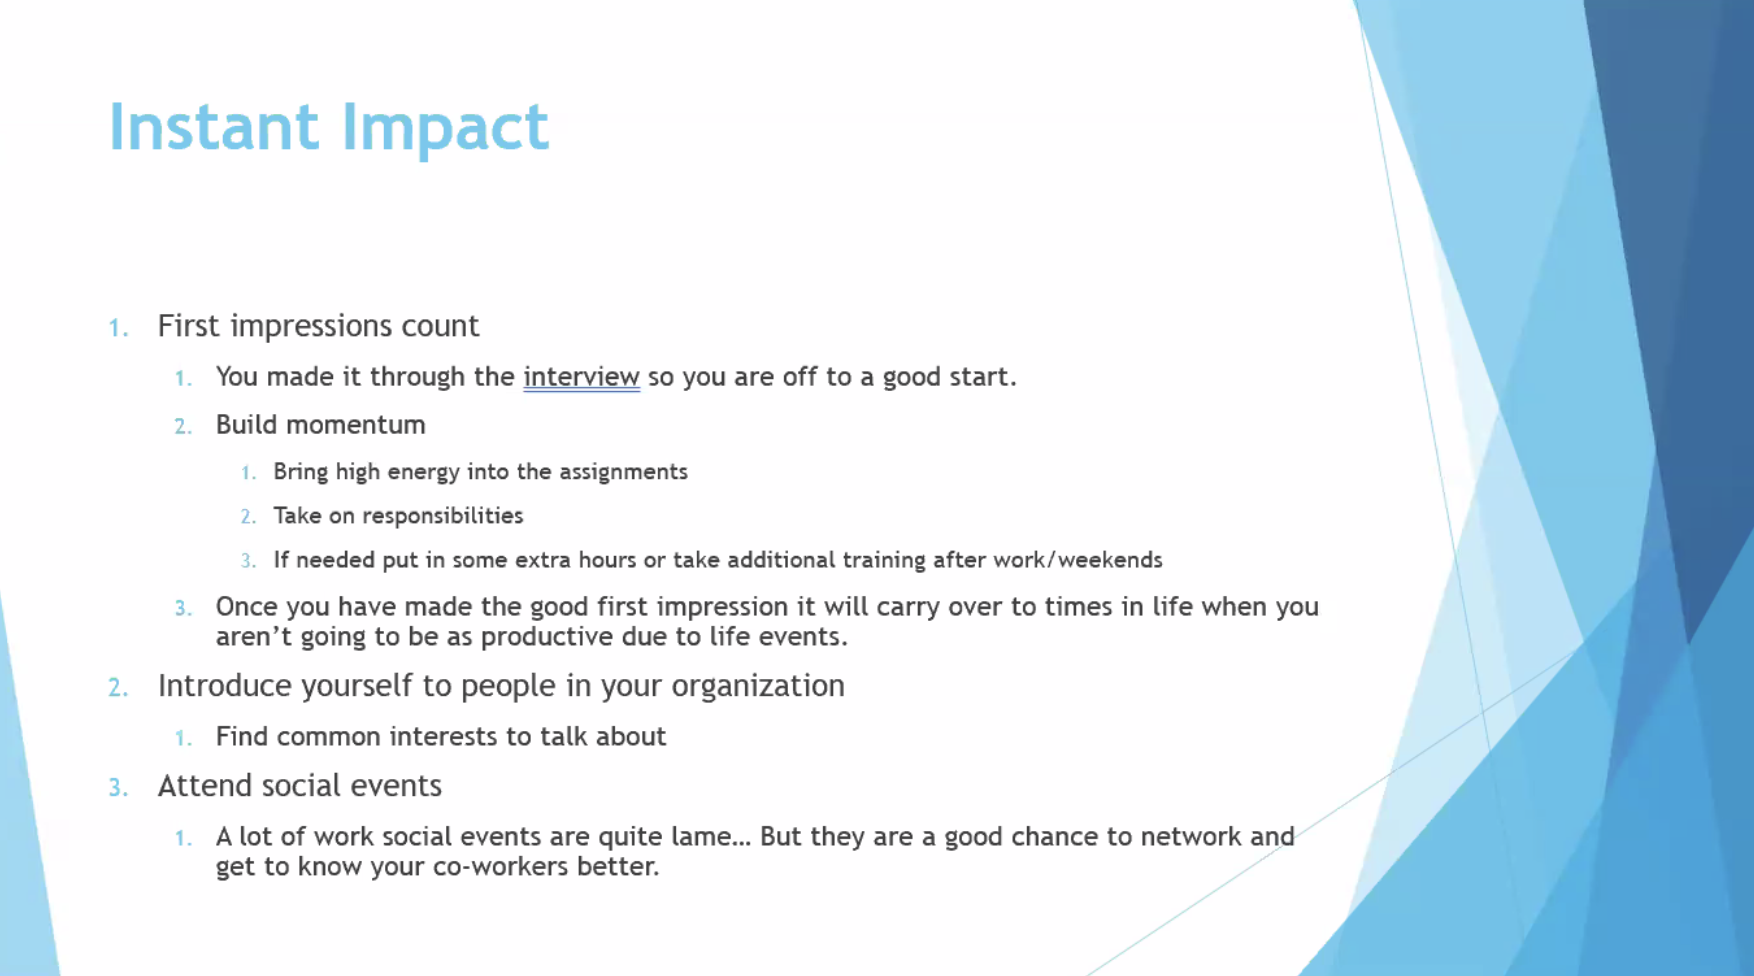 Instant Impact
1. First impressions count
1. You made it through the interview so you are off to a good start.
2. Build momentum
1. Bring high energy into the assignments
2. Take on responsibilities
3. If needed put in some extra hours or take additional training after work/weekends
3. Once you have made the good first impression it will carry over to times in life when you
aren’t going to be as productive due to life events.
2. Introduce yourself to people in your organization
1. Find common interests to talk about
3. Attend social events
1. A lot of work social events are quite lame… But they are a good chance to network and
get to know your co-workers better.